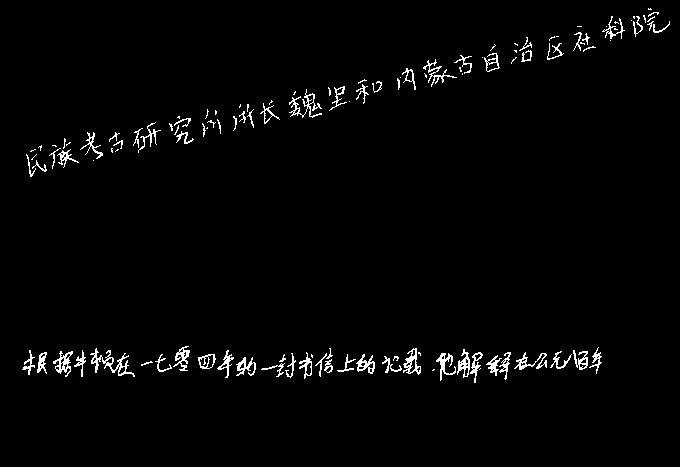 民族考古研究所所长魏坚和内蒙古自治区社科院
根据牛顿在一七零四年的一封书信上的记载,他解释在公元八百年